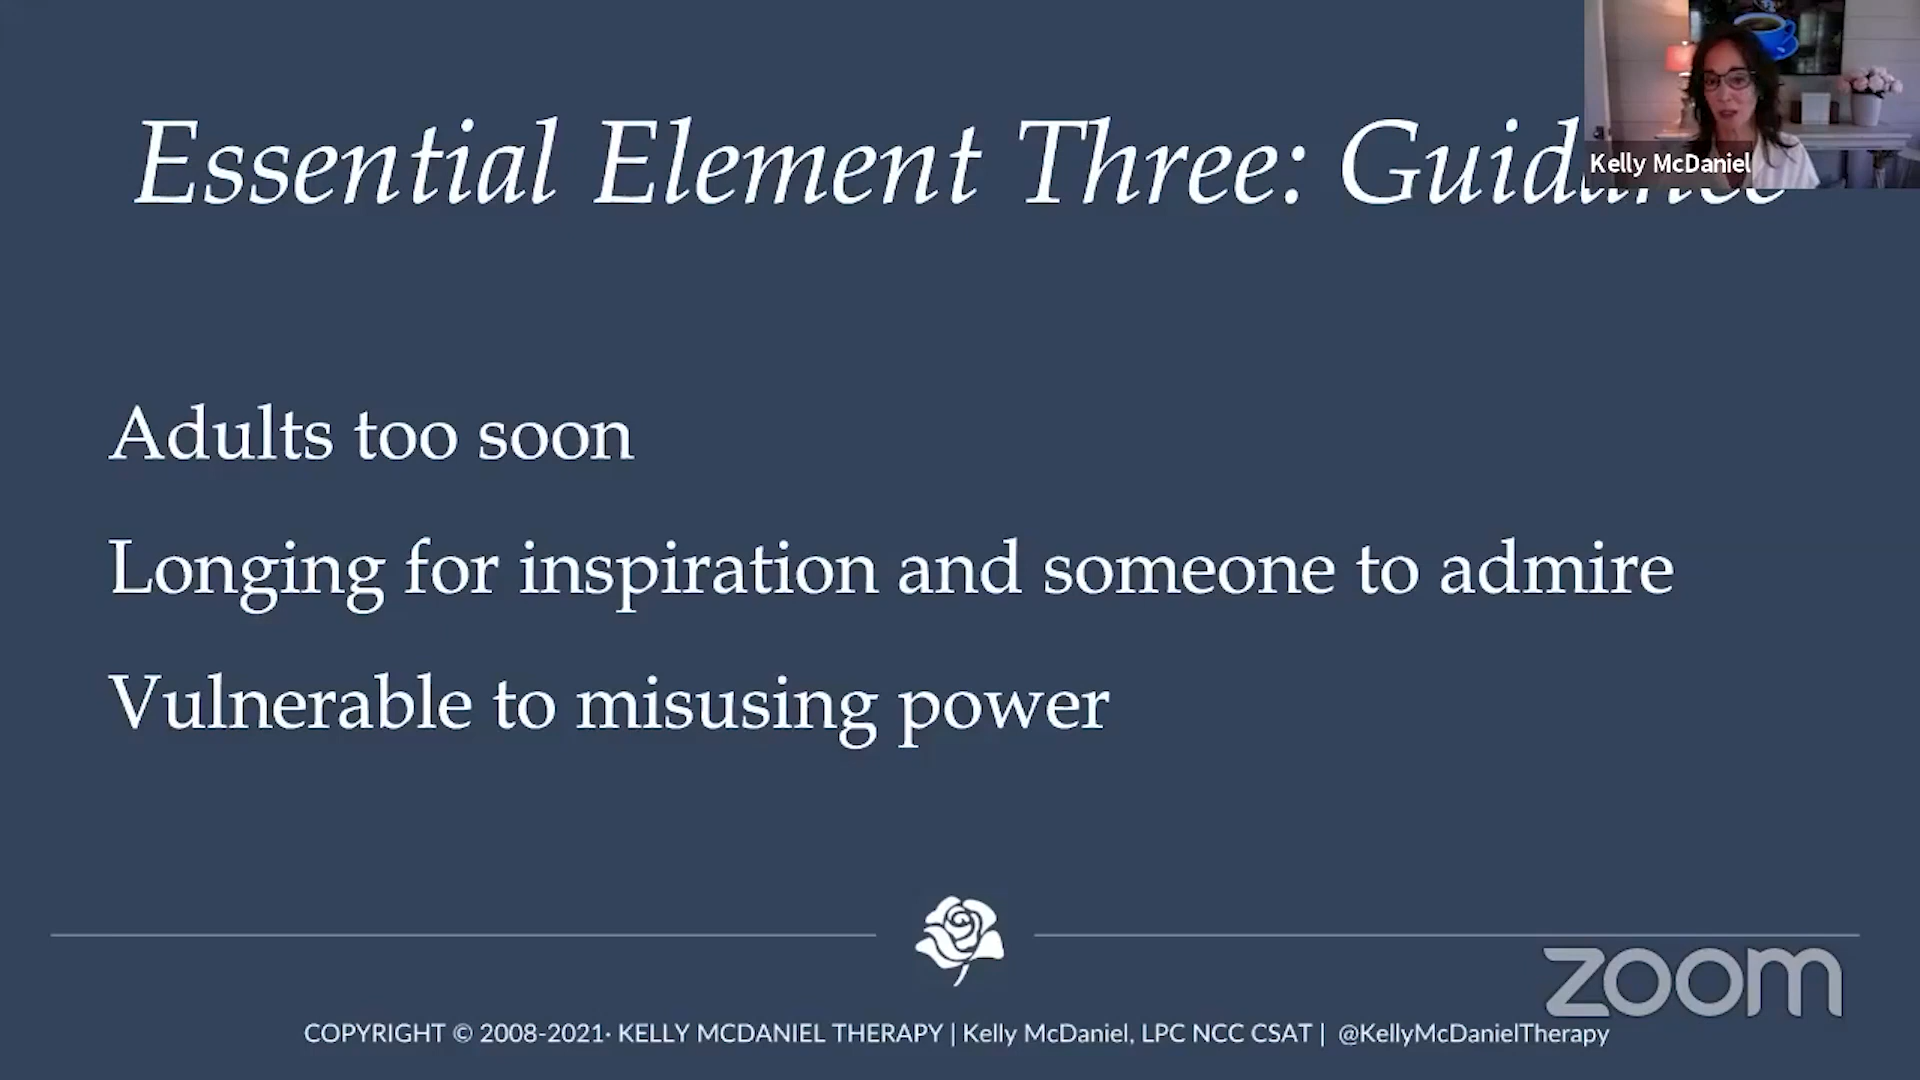 Essential Element Three: Guidance
Kelly McDaniel
Adults too soon
Longing for inspiration and someone to admire
Vulnerable to misusing power
zoom
COPYRIGHT © 2008-2021· KELLY MCDANIEL THERAPY | Kelly McDaniel, LPC NCC CSAT | @KellyMcDanielTherapy